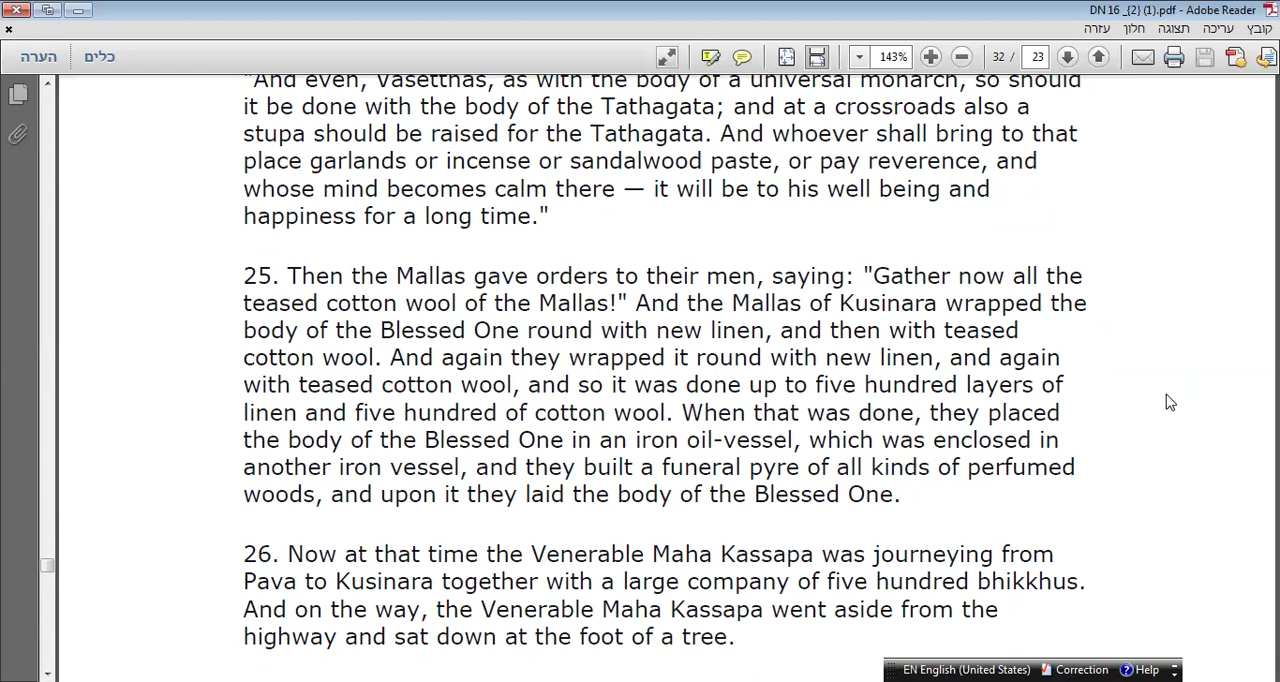 DN 16 _{2} (1).pdf - Adobe Reader
קובץ עריכה תצוגה חלון עזרה
הערה כלים 143% 32 / 23
"And even, Vasetthas, as with the body of a universal monarch, so should
it be done with the body of the Tathagata; and at a crossroads also a
stupa should be raised for the Tathagata. And whoever shall bring to that
place garlands or incense or sandalwood paste, or pay reverence, and
whose mind becomes calm there — it will be to his well being and
happiness for a long time."
25. Then the Mallas gave orders to their men, saying: "Gather now all the
teased cotton wool of the Mallas!" And the Mallas of Kusinara wrapped the
body of the Blessed One round with new linen, and then with teased
cotton wool. And again they wrapped it round with new linen, and again
with teased cotton wool, and so it was done up to five hundred layers of
linen and five hundred of cotton wool. When that was done, they placed
the body of the Blessed One in an iron oil-vessel, which was enclosed in
another iron vessel, and they built a funeral pyre of all kinds of perfumed
woods, and upon it they laid the body of the Blessed One.
26. Now at that time the Venerable Maha Kassapa was journeying from
Pava to Kusinara together with a large company of five hundred bhikkhus.
And on the way, the Venerable Maha Kassapa went aside from the
highway and sat down at the foot of a tree.
EN English (United States) Correction Help